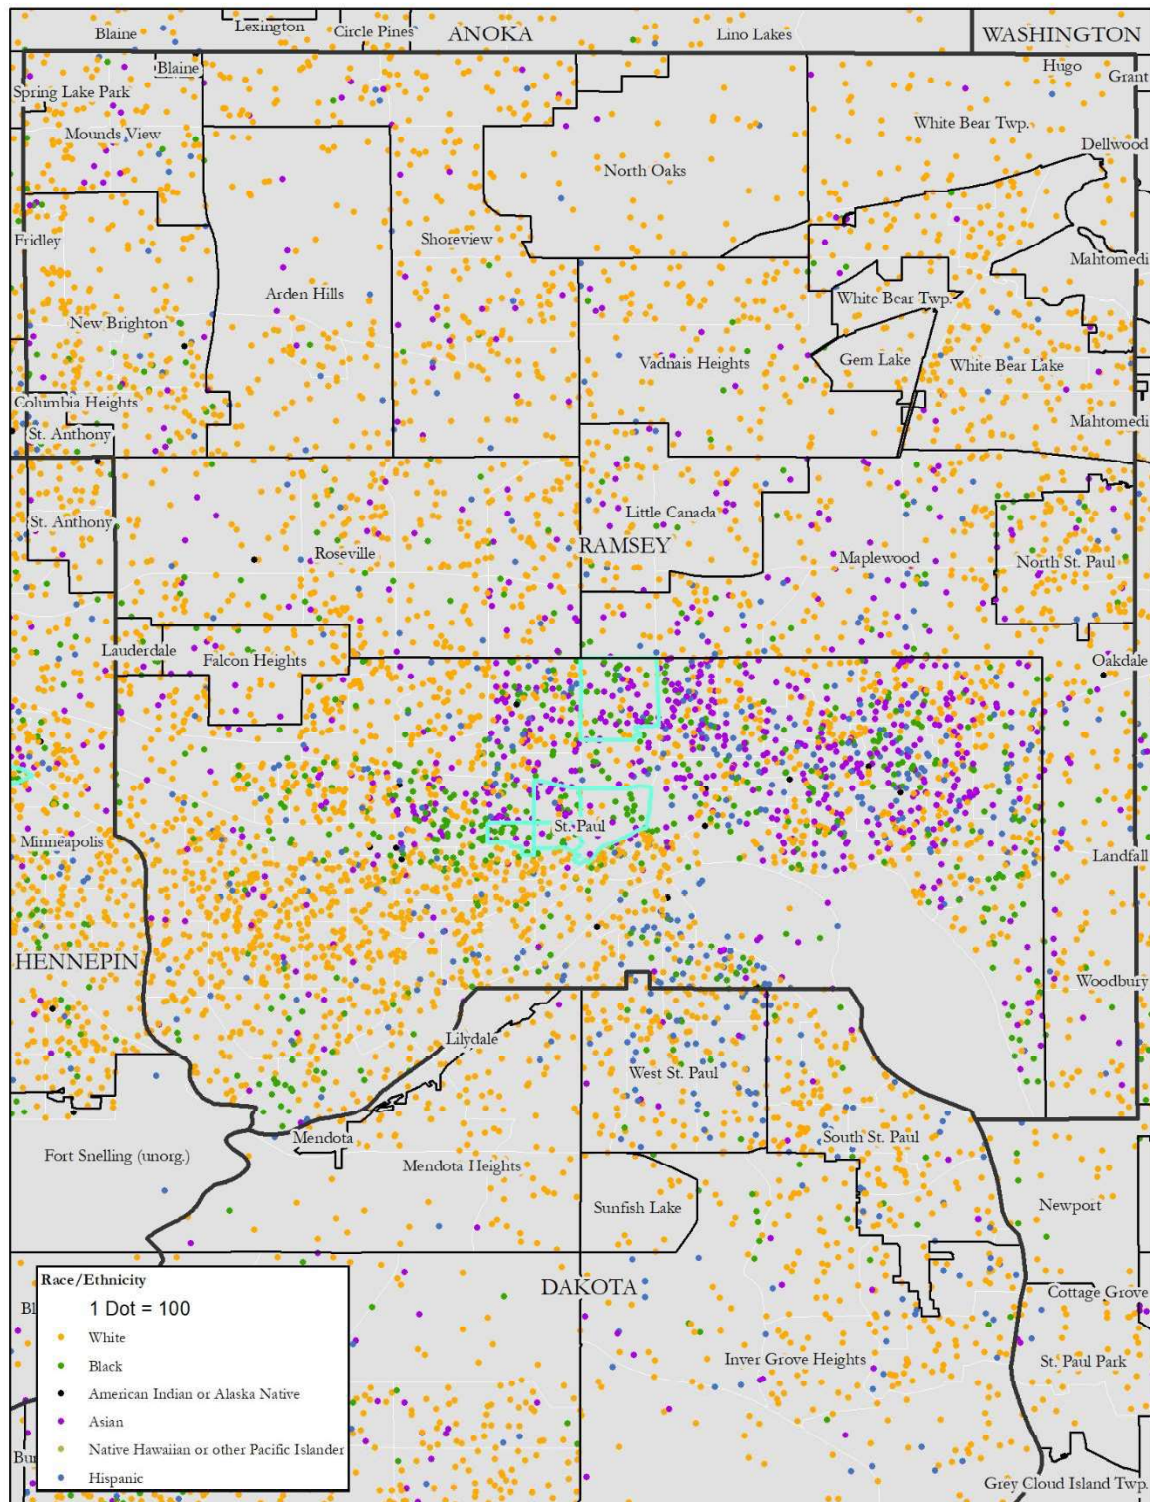 Blaine
Lexington
Circle Pines
ANOKA
Lino Lakes
WASHINGTON
Blaine
Hugo
Grant
Spring Lake Park
Mounds View
White Bear Twp.
Dellwood
North Oaks
Fridley
Shoreview
Mahtomedi
Arden Hills
White Bear Twp.
New Brighton
Vadnais Heights
Gem Lake
White Bear Lake
Columbia Heights
Mahtomedi
St. Anthony
St. Anthony
Little Canada
Roseville
RAMSEY
Maplewood
North St. Paul
Lauderdale
Falcon Heights
Oakdale
St. Paul
Minneapolis
Landfall
HENNEPIN
Woodbury
Lilydale
West St. Paul
Mendota
South St. Paul
Fort Snelling (unorg.)
Mendota Heights
Sunfish Lake
Newport
DAKOTA
Cottage Grove
Inver Grove Heights
St. Paul Park
Grey Cloud Island Twp.
Bl
Bu
Race/Ethnicity
1 Dot = 100
White
Black
American Indian or Alaska Native
Asian
Native Hawaiian or other Pacific Islander
Hispanic